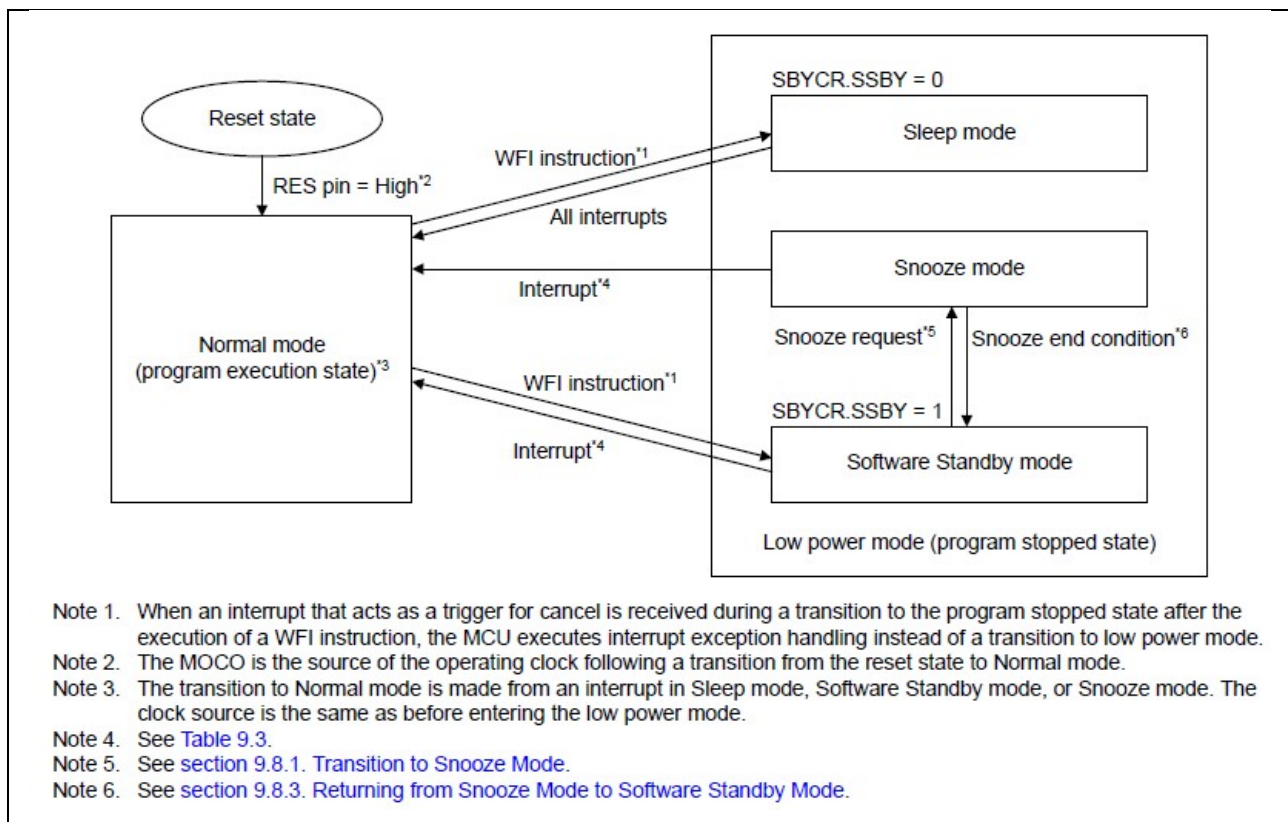 SBYCR.SSBY = 0
Reset state
Sleep mode
WFI instruction*1
RES pin = High*2
All interrupts
Snooze mode
Interrupt*4
Snooze request*5
Snooze end condition*6
Normal mode
(program execution state)*3
WFI instruction*1
SBYCR.SSBY = 1
Interrupt*4
Software Standby mode
Low power mode (program stopped state)
Note 1. When an interrupt that acts as a trigger for cancel is received during a transition to the program stopped state after the
execution of a WFI instruction, the MCU executes interrupt exception handling instead of a transition to low power mode.
Note 2. The MOCO is the source of the operating clock following a transition from the reset state to Normal mode.
Note 3. The transition to Normal mode is made from an interrupt in Sleep mode, Software Standby mode, or Snooze mode. The
clock source is the same as before entering the low power mode.
Note 4. See Table 9.3.
Note 5. See section 9.8.1. Transition to Snooze Mode.
Note 6. See section 9.8.3. Returning from Snooze Mode to Software Standby Mode.